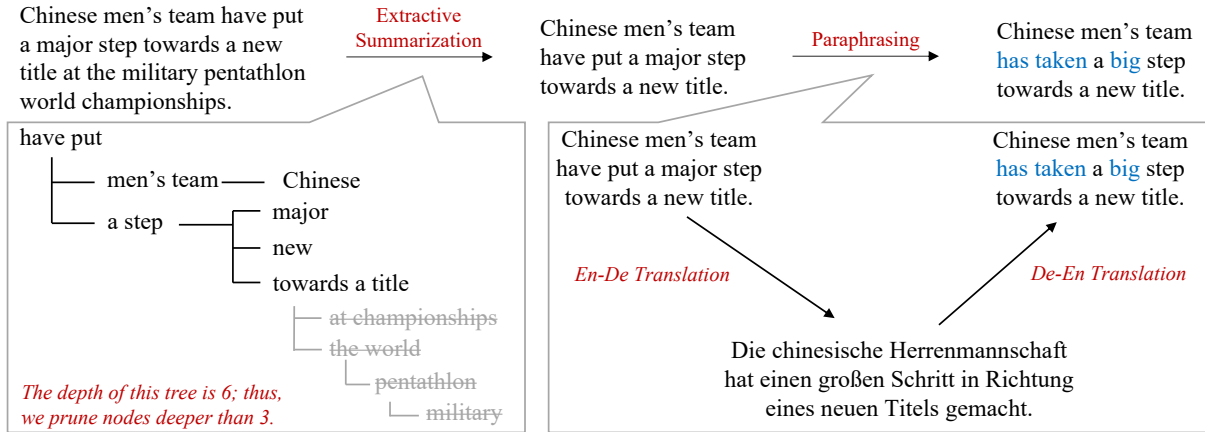 Chinese men's team have put
a major step towards a new
title at the military pentathlon
world championships.
Extractive
Summarization
Chinese men's team
have put a major step
towards a new title.
Paraphrasing
Chinese men's team
has taken a big step
towards a new title.
have put
men's team
Chinese
a step
major
new
towards a title
at championships
the world
pentathlon
military
The depth of this tree is 6; thus,
we prune nodes deeper than 3.
Chinese men's team
have put a major step
towards a new title.
Chinese men's team
has taken a big step
towards a new title.
En-De Translation
De-En Translation
Die chinesische Herrenmannschaft
hat einen großen Schritt in Richtung
eines neuen Titels gemacht.